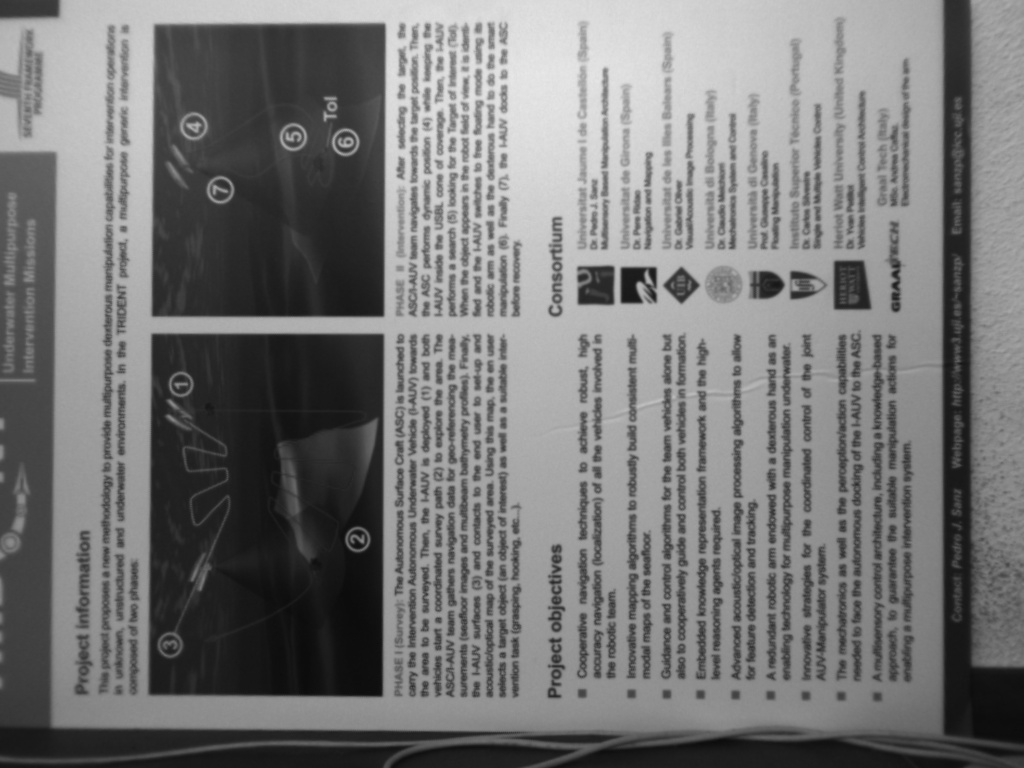 SEVENTH FRAMEWORK
PROGRAMME
Underwater Multipurpose
Intervention Missions
Project information
This project proposes a new methodology to provide multipurpose dexterous manipulation capabilities for intervention operations
in unknown, unstructured and underwater environments. In the TRIDENT project, a multipurpose generic intervention is
composed of two phases:
3
1
2
4
7
5
6
ToI
PHASE I (Survey): The Autonomous Surface Craft (ASC) is launched to
carry the Intervention Autonomous Underwater Vehicle (I-AUV) towards
the area to be surveyed. Then, the I-AUV is deployed (1) and both
vehicles start a coordinated survey path (2) to explore the area. The
ASC/I-AUV team gathers navigation data for geo-referencing the mea-
surements (seafloor images and multibeam bathymetry profiles). Finally,
the I-AUV surfaces (3) and contacts to the end user to set-up and
acoustic/optical map of the surveyed area. Using this map, the en user
selects a target object (an object of interest) as well as a suitable inter-
vention task (grasping, hooking, etc...).
PHASE II (Intervention): After selecting the target, the
ASC/I-AUV team navigates towards the target position. Then,
the ASC performs dynamic position (4) while keeping the
I-AUV inside the USBL cone of coverage. Then, the I-AUV
performs a search (5) looking for the Target of Interest (ToI).
When the object appears in the robot field of view, it is identi-
fied and the I-AUV switches to free floating mode using its
robotic arm as well as the dexterous hand to do the smart
manipulation (6). Finally (7), the I-AUV docks to the ASC
before recovery.
Project objectives
Cooperative navigation techniques to achieve robust, high
accuracy navigation (localization) of all the vehicles involved in
the robotic team.
Innovative mapping algorithms to robustly build consistent multi-
modal maps of the seafloor.
Guidance and control algorithms for the team vehicles alone but
also to cooperatively guide and control both vehicles in formation.
Embedded knowledge representation framework and the high-
level reasoning agents required.
Advanced acoustic/optical image processing algorithms to allow
for feature detection and tracking.
A redundant robotic arm endowed with a dexterous hand as an
enabling technology for multipurpose manipulation underwater.
Innovative strategies for the coordinated control of the joint
AUV-Manipulator system.
The mechatronics as well as the perception/action capabilities
needed to face the autonomous docking of the I-AUV to the ASC.
A multisensory control architecture, including a knowledge-based
approach, to guarantee the suitable manipulation actions for
enabling a multipurpose intervention system.
Consortium
Universitat Jaume I de Castellón (Spain)
Dr. Pedro J. Sanz
Multisensory Based Manipulation Architecture
Universitat de Girona (Spain)
Dr. Pere Ridao
Navigation and Mapping
Universitat de les Illes Balears (Spain)
Dr. Gabriel Oliver
Visual/Acoustic Image Processing
Università di Bologna (Italy)
Dr. Claudio Melchiorri
Mechatronics System and Control
Università di Genova (Italy)
Prof. Giuseppe Casalino
Floating Manipulation
Instituto Superior Técnico (Portugal)
Dr. Carlos Silvestre
Single and Multiple Vehicles Control
HERIOT
WATT
Heriot Watt University (United Kingdom)
Dr. Yvan Petillot
Vehicles Intelligent Control Architecture
GRAALTECH
Graal Tech (Italy)
MSc. Andrea Caffaz
Electromechanical design of the arm
Contact: Pedro J. Sanz Webpage: http://www3.uji.es/~sanzp/ Email: sanzp@icc.uji.es